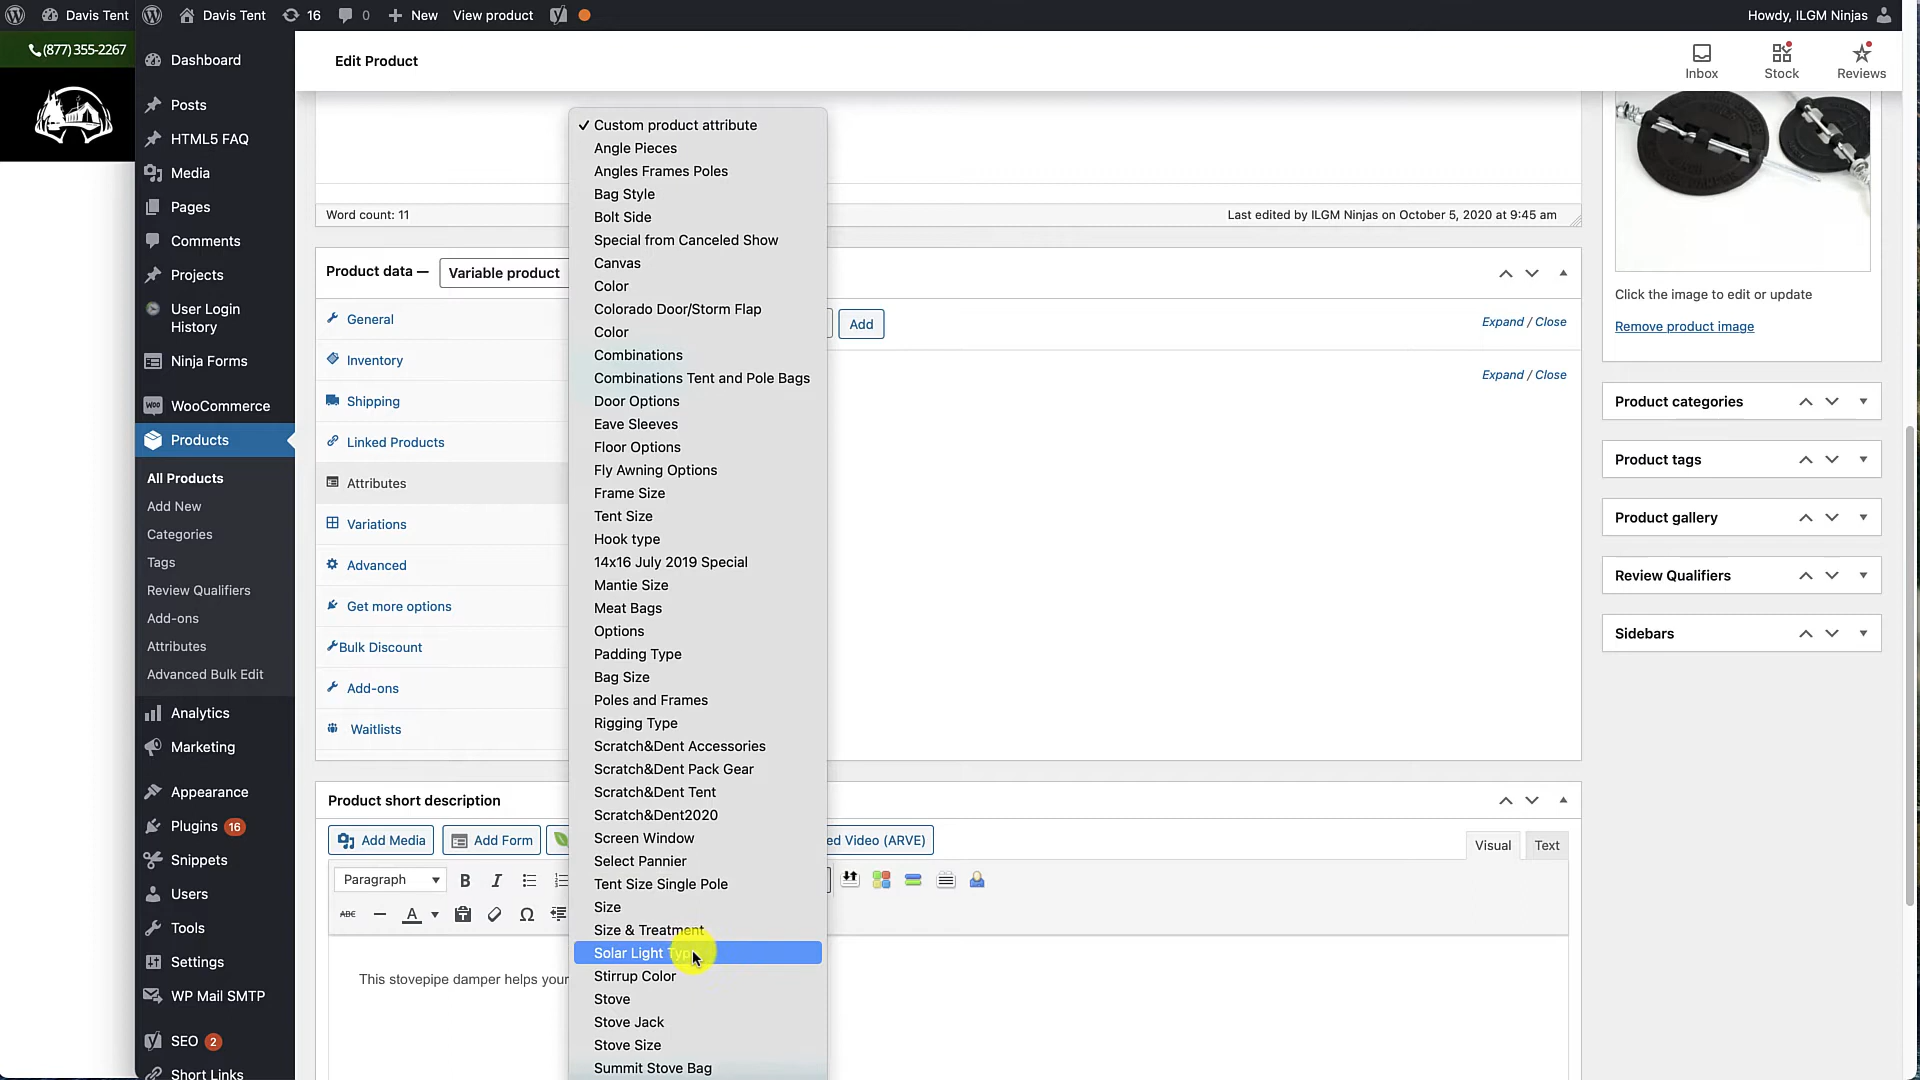 Davis Tent
Davis Tent
16
0
New
View product
Howdy, ILGM Ninjas
(877) 355-2267
Dashboard
Posts
HTML5 FAQ
Media
Pages
Comments
Projects
User Login
History
Ninja Forms
WooCommerce
Products
All Products
Add New
Categories
Tags
Review Qualifiers
Add-ons
Attributes
Advanced Bulk Edit
Analytics
Marketing
Appearance
Plugins 16
Snippets
Users
Tools
Settings
WP Mail SMTP
SEO 2
Short Links
Edit Product
Inbox
Stock
Reviews
Word count: 11
Last edited by ILGM Ninjas on October 5, 2020 at 9:45 am
Product data — Variable product
General
Inventory
Shipping
Linked Products
Attributes
Variations
Advanced
Get more options
Bulk Discount
Add-ons
Waitlists
Custom product attribute
Angle Pieces
Angles Frames Poles
Bag Style
Bolt Side
Special from Canceled Show
Canvas
Color
Colorado Door/Storm Flap
Color
Combinations
Combinations Tent and Pole Bags
Door Options
Eave Sleeves
Floor Options
Fly Awning Options
Frame Size
Tent Size
Hook type
14x16 July 2019 Special
Mantie Size
Meat Bags
Options
Padding Type
Bag Size
Poles and Frames
Rigging Type
Scratch&Dent Accessories
Scratch&Dent Pack Gear
Scratch&Dent Tent
Scratch&Dent2020
Screen Window
Select Pannier
Tent Size Single Pole
Size
Size & Treatment
Solar Light Type
Stirrup Color
Stove
Stove Jack
Stove Size
Summit Stove Bag
Add
Expand / Close
Expand / Close
Product short description
Add Media
Add Form
ed Video (ARVE)
Visual
Text
Paragraph
B
I
ABC
A
Ω
This stovepipe damper helps your
Click the image to edit or update
Remove product image
Product categories
Product tags
Product gallery
Review Qualifiers
Sidebars